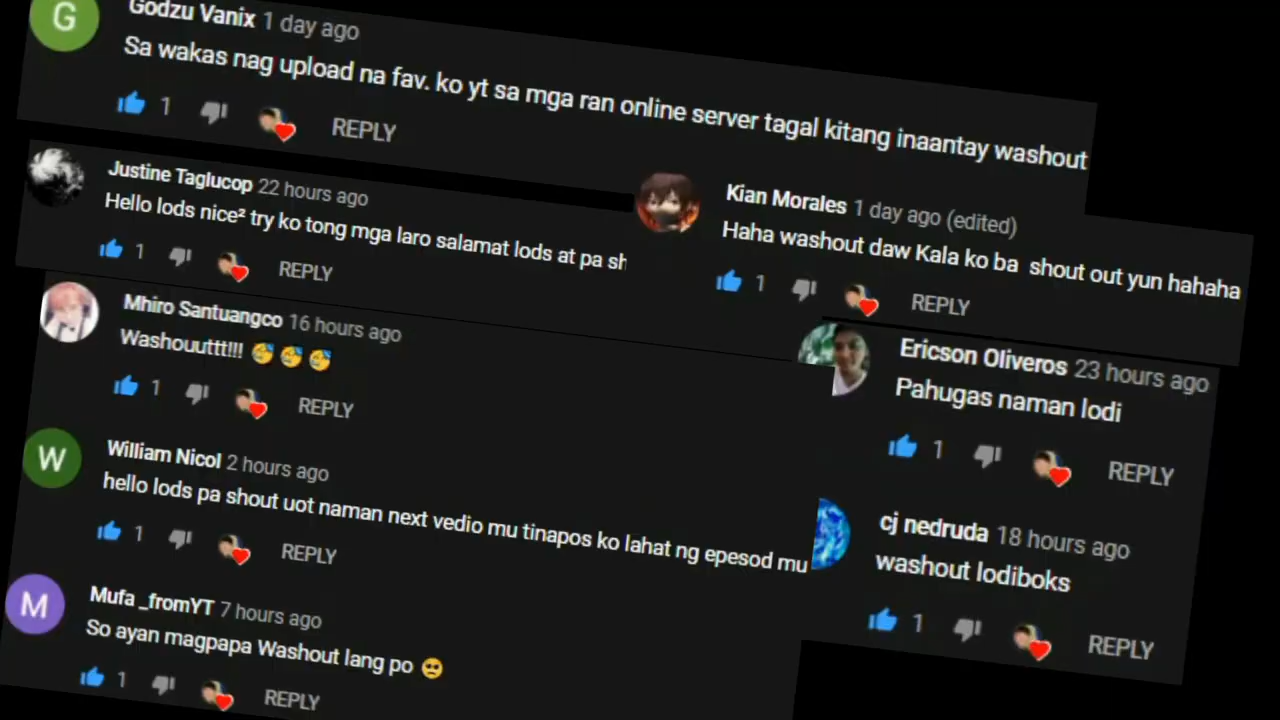 G
Godzu Vanix 1 day ago
Sa wakas nag upload na fav. ko yt sa mga ran online server tagal kitang inaantay washout
1 REPLY
Justine Taglucop 22 hours ago
Hello lods nice² try ko tong mga laro salamat lods at pa sh
1 REPLY
Kian Morales 1 day ago (edited)
Haha washout daw Kala ko ba shout out yun hahaha
1 REPLY
Mhiro Santuangco 16 hours ago
Washouuttt!!! 🥳🥳🥳
1 REPLY
Ericson Oliveros 23 hours ago
Pahugas naman lodi
1 REPLY
W
William Nicol 2 hours ago
hello lods pa shout uot naman next vedio mu tinapos ko lahat ng epesod mu
1 REPLY
cj nedruda 18 hours ago
washout lodiboks
1 REPLY
M
Mufa_fromYT 7 hours ago
So ayan magpapa Washout lang po 🥺
1 REPLY